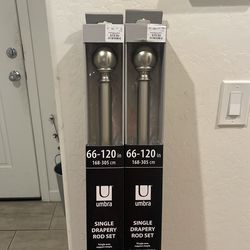 66-120 in
168-305 cm
umbra
SINGLE
DRAPERY
ROD SET
66-120 in
168-305 cm
umbra
SINGLE
DRAPERY
ROD SET